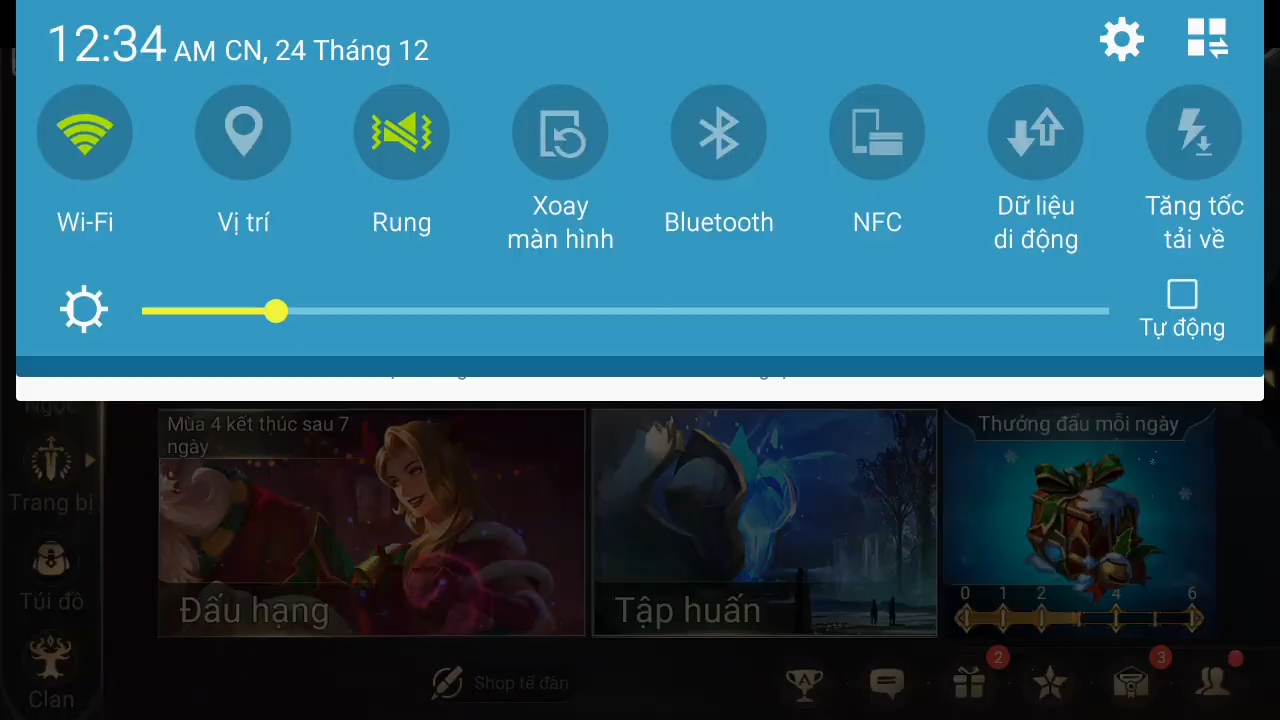 12:34 AM CN, 24 Tháng 12
Wi-Fi
Vị trí
Rung
Xoay
màn hình
Bluetooth
NFC
Dữ liệu
di động
Tăng tốc
tải về
Tự động
Ngọc
Trang bị
Túi đồ
Clan
Mùa 4 kết thúc sau 7
ngày
Đấu hạng
Tập huấn
Thưởng đấu mỗi ngày
0 1 2 4 6
Shop tế đàn
A
2
3